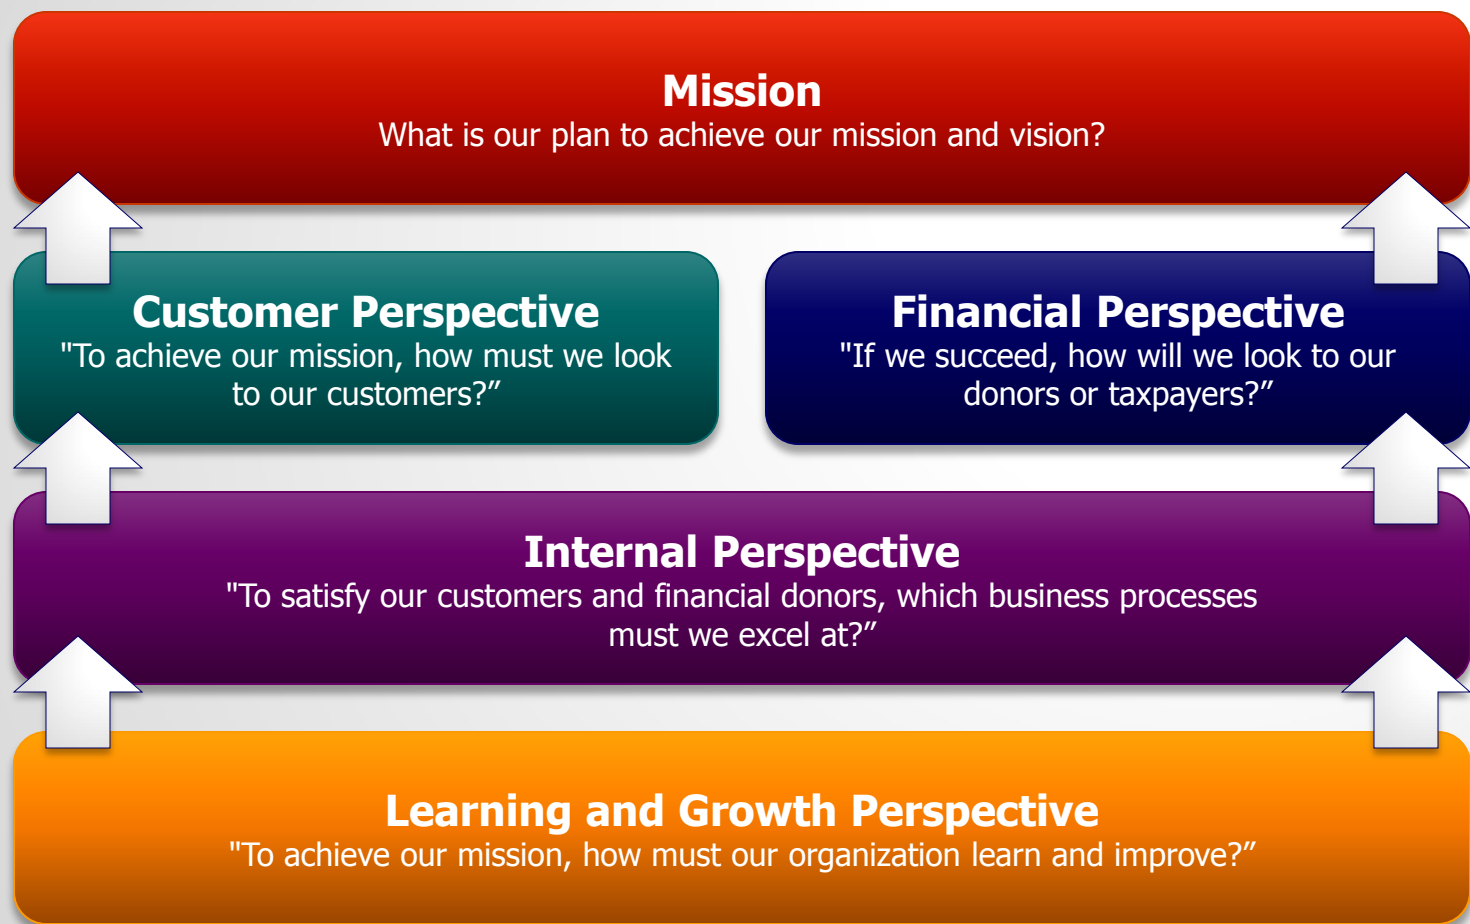 Mission
What is our plan to achieve our mission and vision?
Customer Perspective
"To achieve our mission, how must we look
to our customers?”
Financial Perspective
"If we succeed, how will we look to our
donors or taxpayers?”
Internal Perspective
"To satisfy our customers and financial donors, which business processes
must we excel at?”
Learning and Growth Perspective
"To achieve our mission, how must our organization learn and improve?”